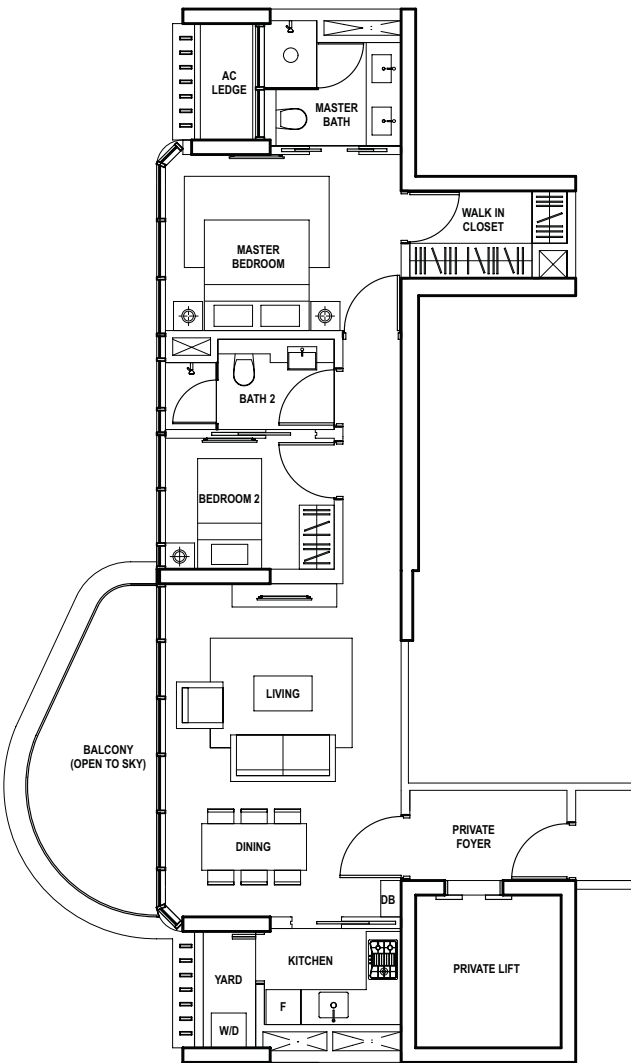 AC
LEDGE
MASTER
BATH
WALK IN
CLOSET
MASTER
BEDROOM
BATH 2
BEDROOM 2
LIVING
BALCONY
(OPEN TO SKY)
DINING
PRIVATE
FOYER
DB
KITCHEN
YARD
PRIVATE LIFT
F
W/D